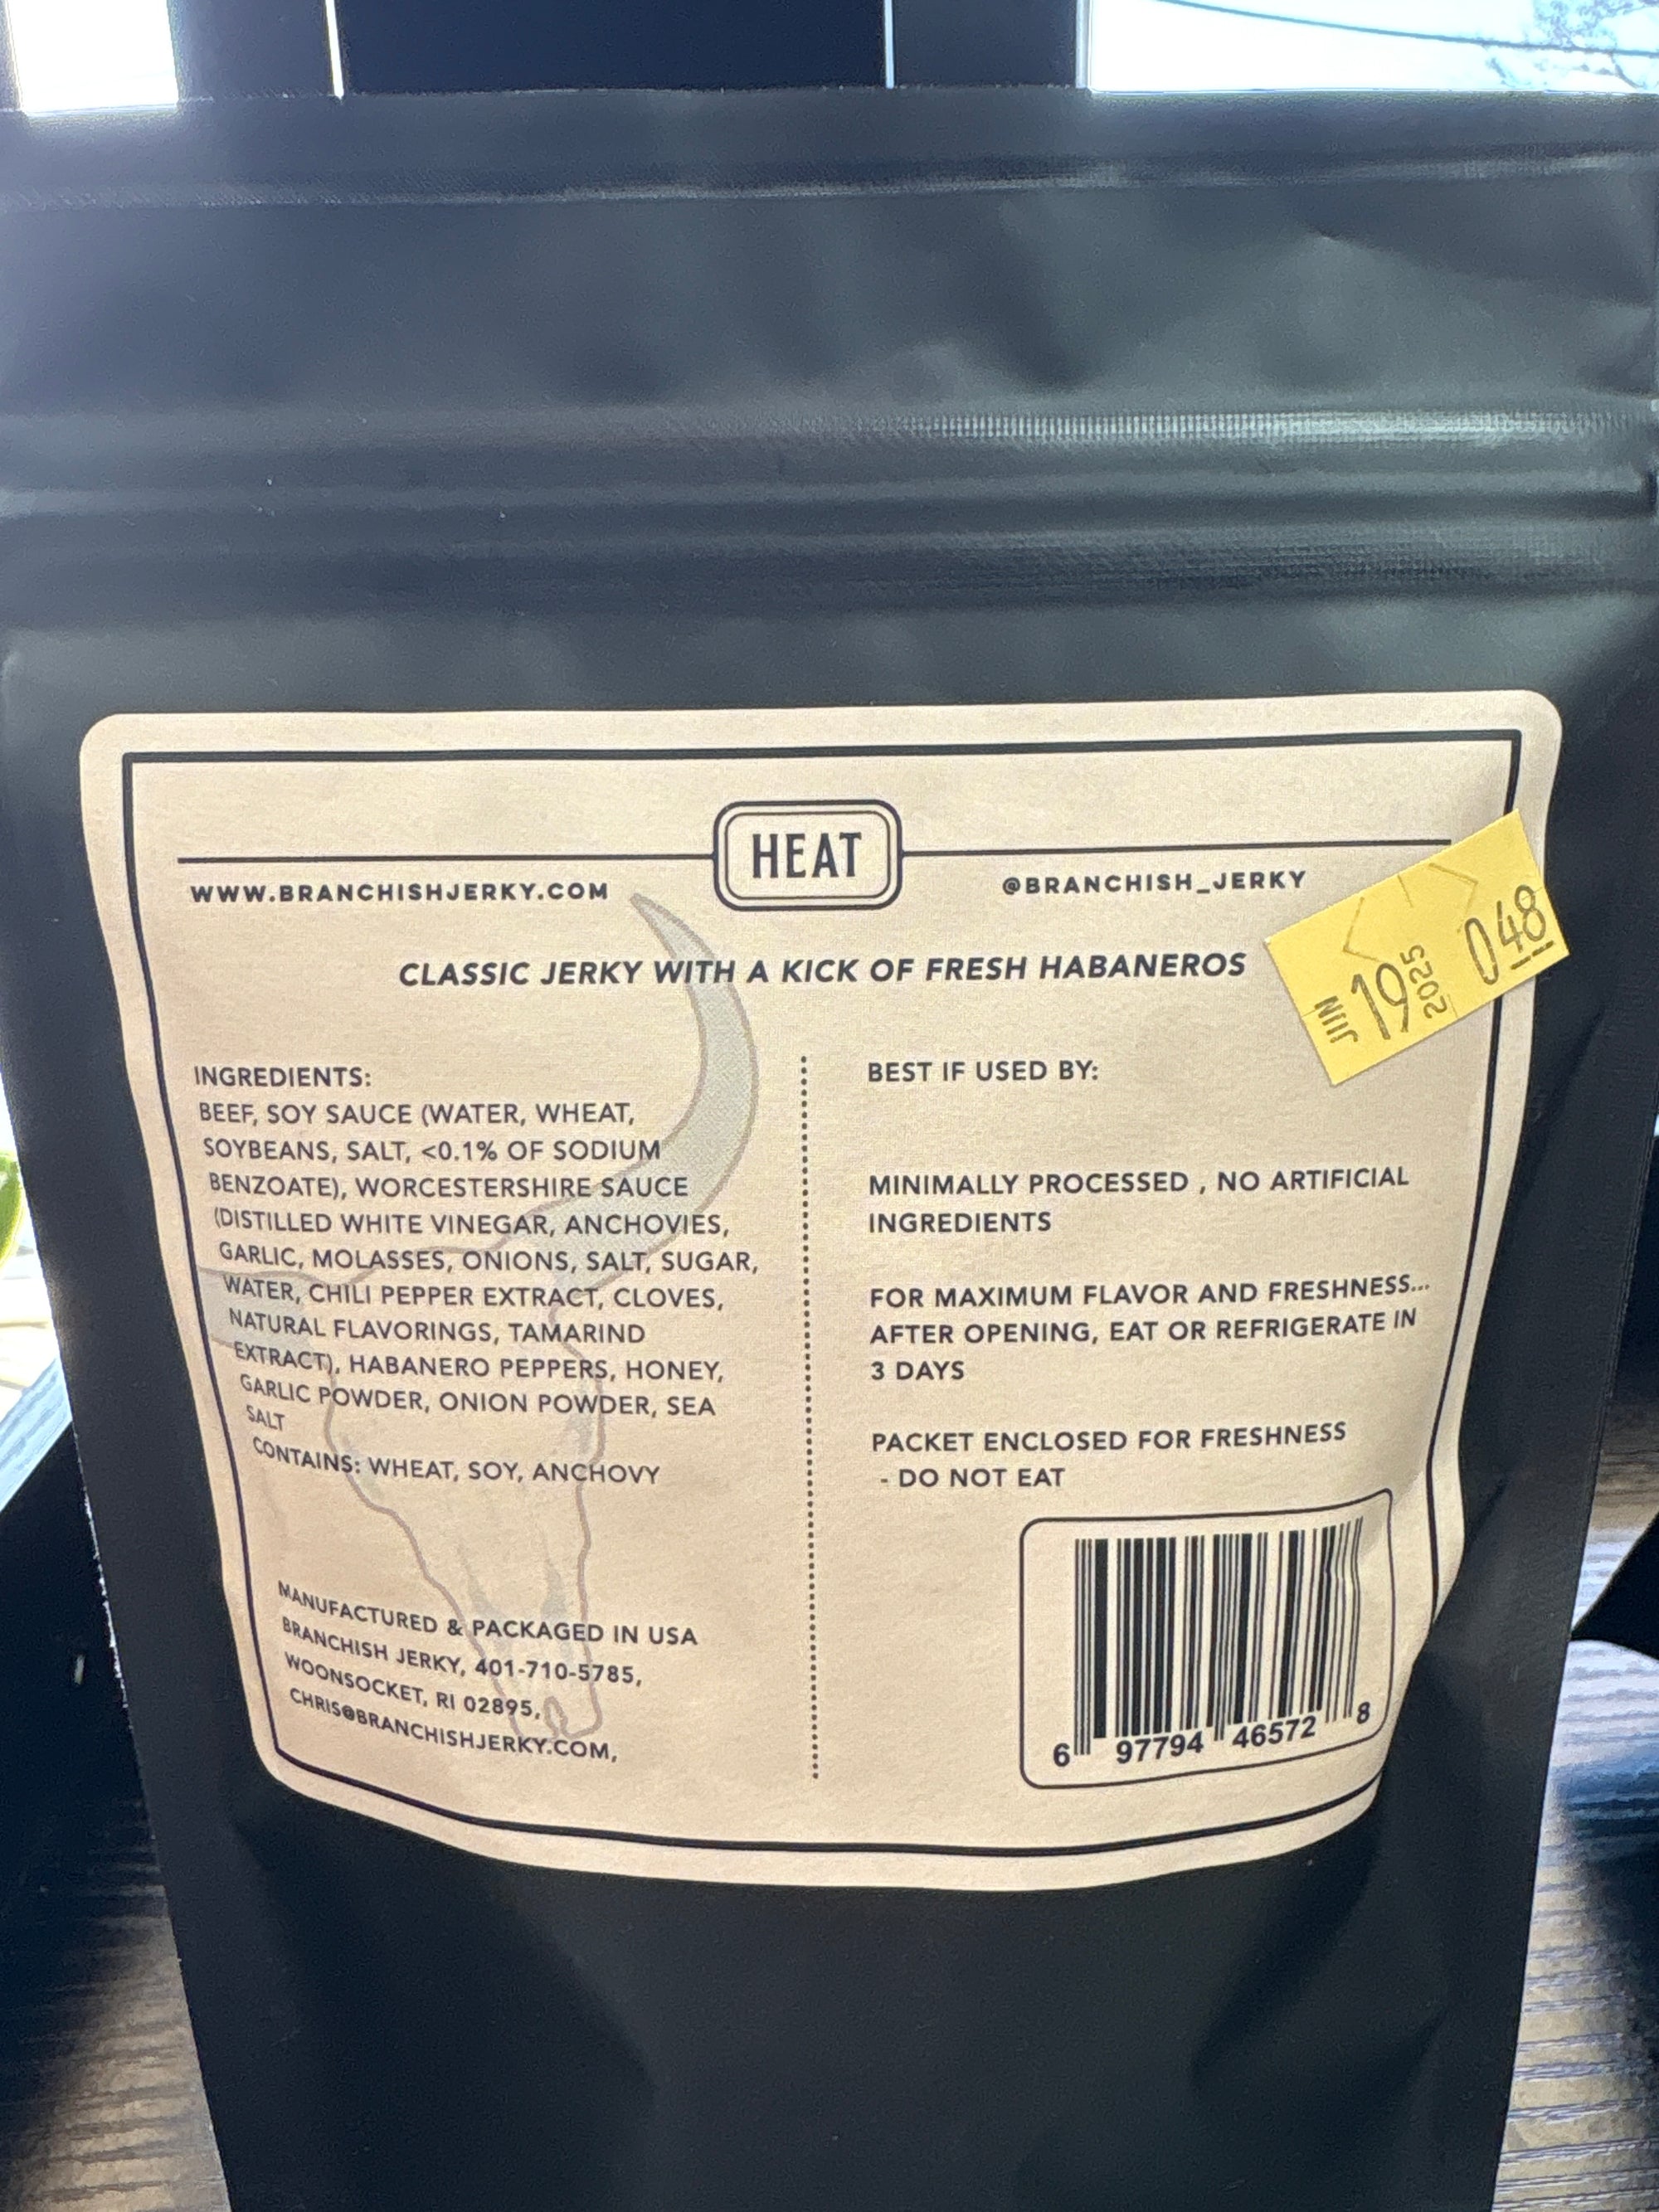 HEAT
WWW.BRANCHISHJERKY.COM
@BRANCHISH_JERKY
CLASSIC JERKY WITH A KICK OF FRESH HABANEROS
INGREDIENTS:
BEEF, SOY SAUCE (WATER, WHEAT,
SOYBEANS, SALT, <0.1% OF SODIUM
BENZOATE), WORCESTERSHIRE SAUCE
(DISTILLED WHITE VINEGAR, ANCHOVIES,
GARLIC, MOLASSES, ONIONS, SALT, SUGAR,
WATER, CHILI PEPPER EXTRACT, CLOVES,
NATURAL FLAVORINGS, TAMARIND
EXTRACT), HABANERO PEPPERS, HONEY,
GARLIC POWDER, ONION POWDER, SEA
SALT
CONTAINS: WHEAT, SOY, ANCHOVY
MANUFACTURED & PACKAGED IN USA
BRANCHISH JERKY, 401-710-5785,
WOONSOCKET, RI 02895,
CHRIS@BRANCHISHJERKY.COM,
BEST IF USED BY:
JUN 19 2025 048
MINIMALLY PROCESSED , NO ARTIFICIAL
INGREDIENTS
FOR MAXIMUM FLAVOR AND FRESHNESS...
AFTER OPENING, EAT OR REFRIGERATE IN
3 DAYS
PACKET ENCLOSED FOR FRESHNESS
- DO NOT EAT
6 97794 46572 8